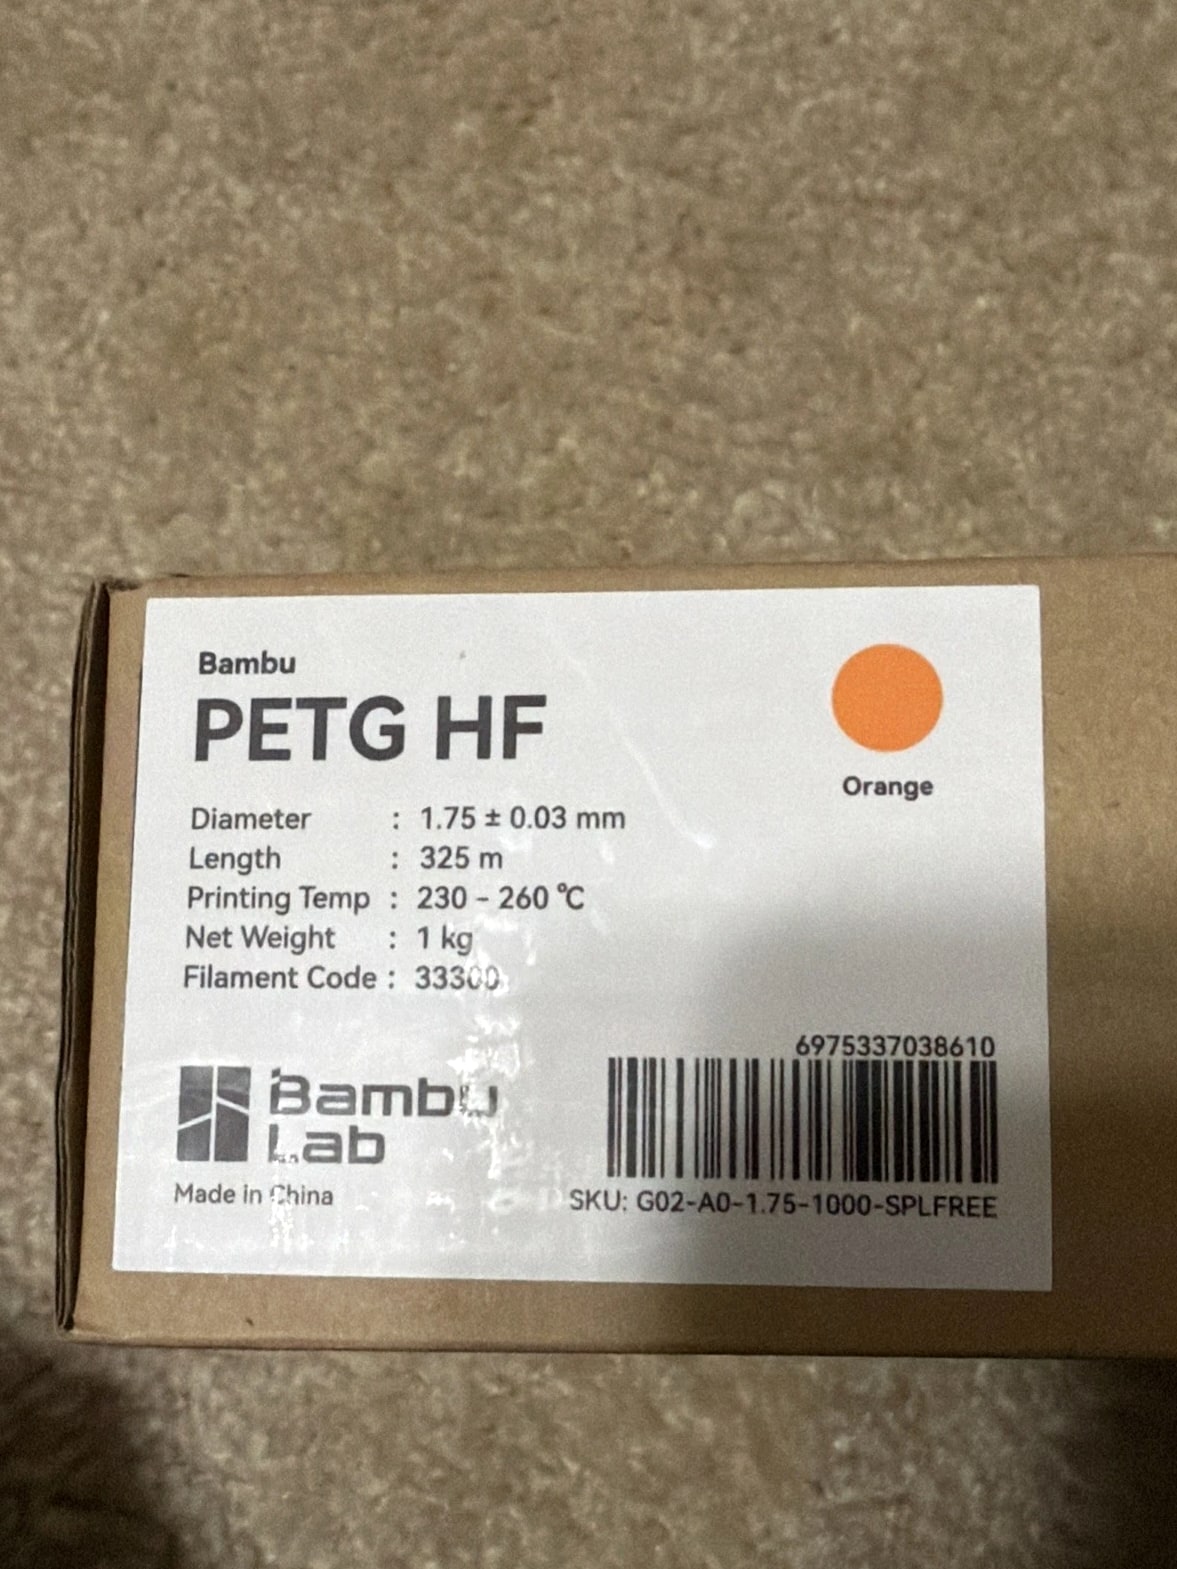 Bambu
PETG HF
Orange
Diameter : 1.75 ± 0.03 mm
Length : 325 m
Printing Temp : 230 - 260 ℃
Net Weight : 1 kg
Filament Code : 33300
Bambu
Lab
Made in China
6975337038610
SKU: G02-A0-1.75-1000-SPLFREE